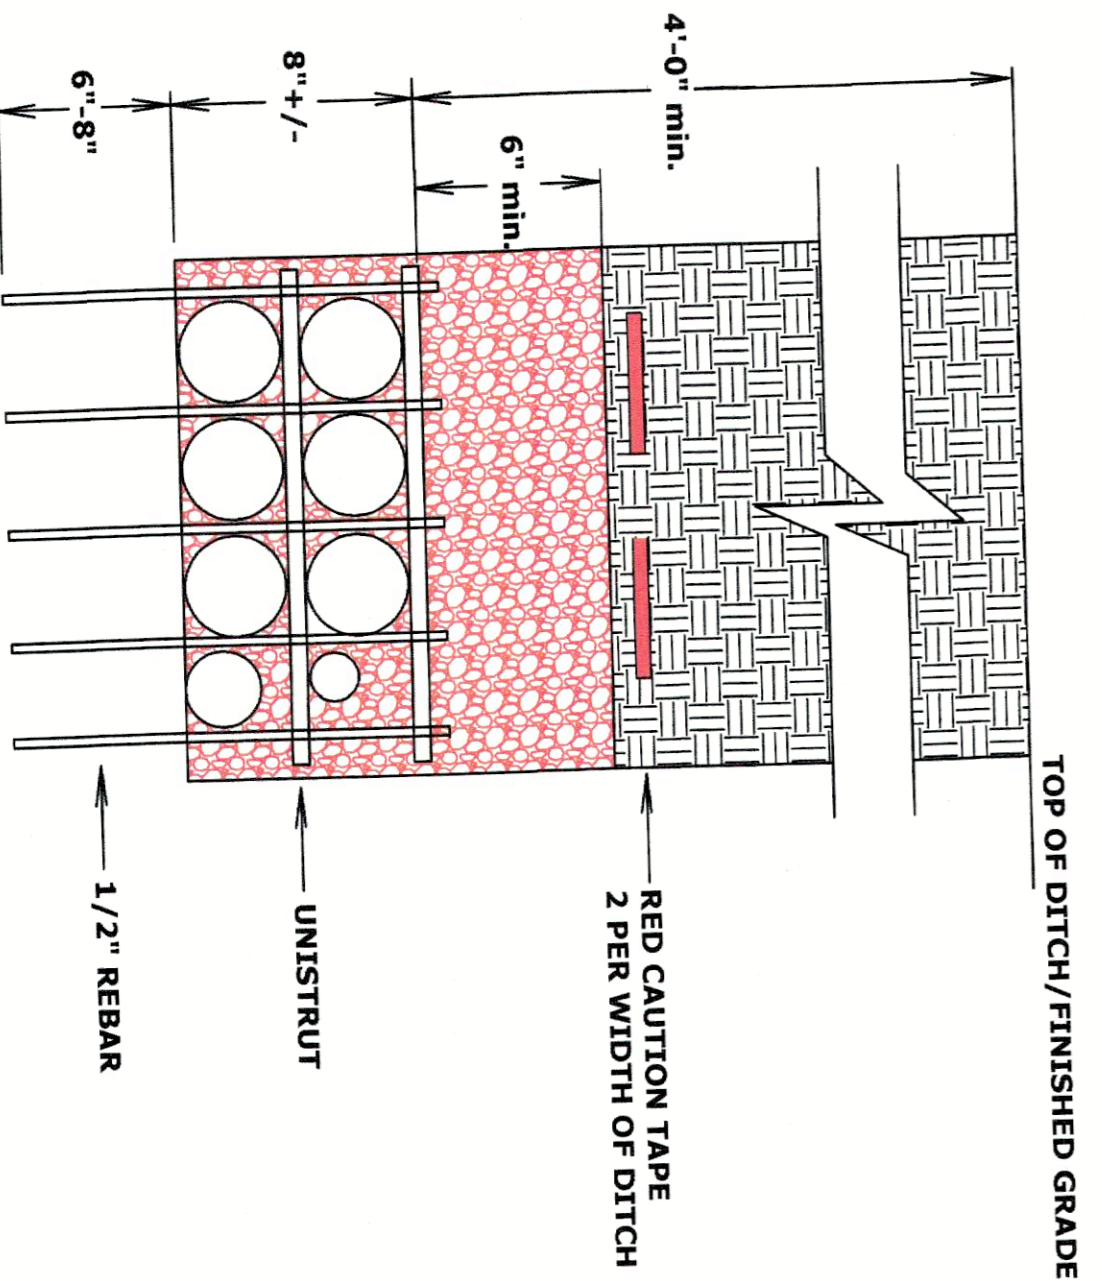 TOP OF DITCH/FINISHED GRADE
4'-0" min.
6" min.
RED CAUTION TAPE
2 PER WIDTH OF DITCH
8"+/-
UNISTRUT
6"-8"
1/2" REBAR